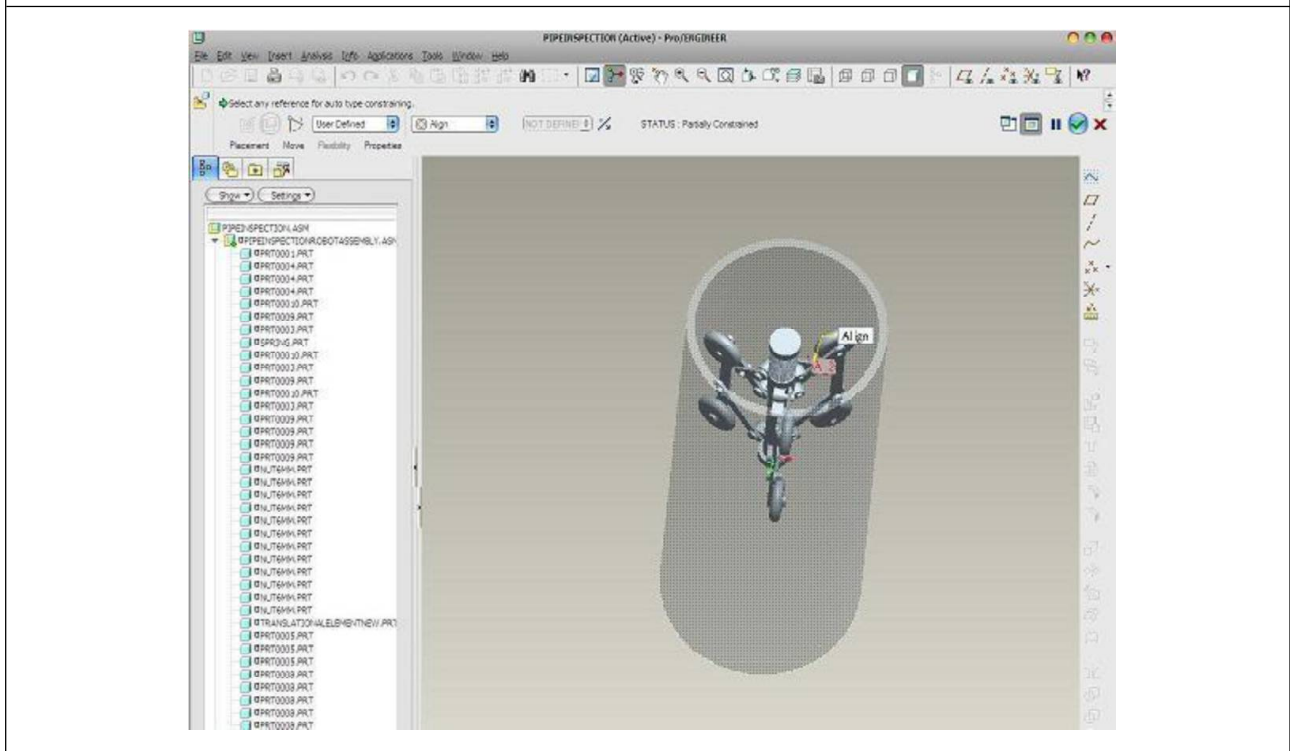 PIPEINSPECTION (Active) - Pro/ENGINEER
File Edit View Insert Analysis Info Applications Tools Window Help
Select any reference for auto type constraining.
User Defined Align NOT DEFINED STATUS : Partially Constrained
Placement Move Flexibility Properties
Show Settings
PIPEINSPECTION.ASM
PIPEINSPECTIONROBOTASSEMBLY.ASM
PRT0001.PRT
PRT0004.PRT
PRT0004.PRT
PRT0004.PRT
PRT00010.PRT
PRT0009.PRT
PRT0003.PRT
SPRING.PRT
PRT00010.PRT
PRT0003.PRT
PRT0009.PRT
PRT00010.PRT
PRT0003.PRT
PRT0009.PRT
PRT0009.PRT
PRT0009.PRT
PRT0009.PRT
NUT6MM.PRT
NUT6MM.PRT
NUT6MM.PRT
NUT6MM.PRT
NUT6MM.PRT
NUT6MM.PRT
NUT6MM.PRT
NUT6MM.PRT
NUT6MM.PRT
NUT6MM.PRT
NUT6MM.PRT
TRANSLATIONALELEMENTNEW.PRT
PRT0005.PRT
PRT0005.PRT
PRT0005.PRT
PRT0008.PRT
PRT0008.PRT
PRT0008.PRT
PRT0008.PRT
PRT0008.PRT
Align